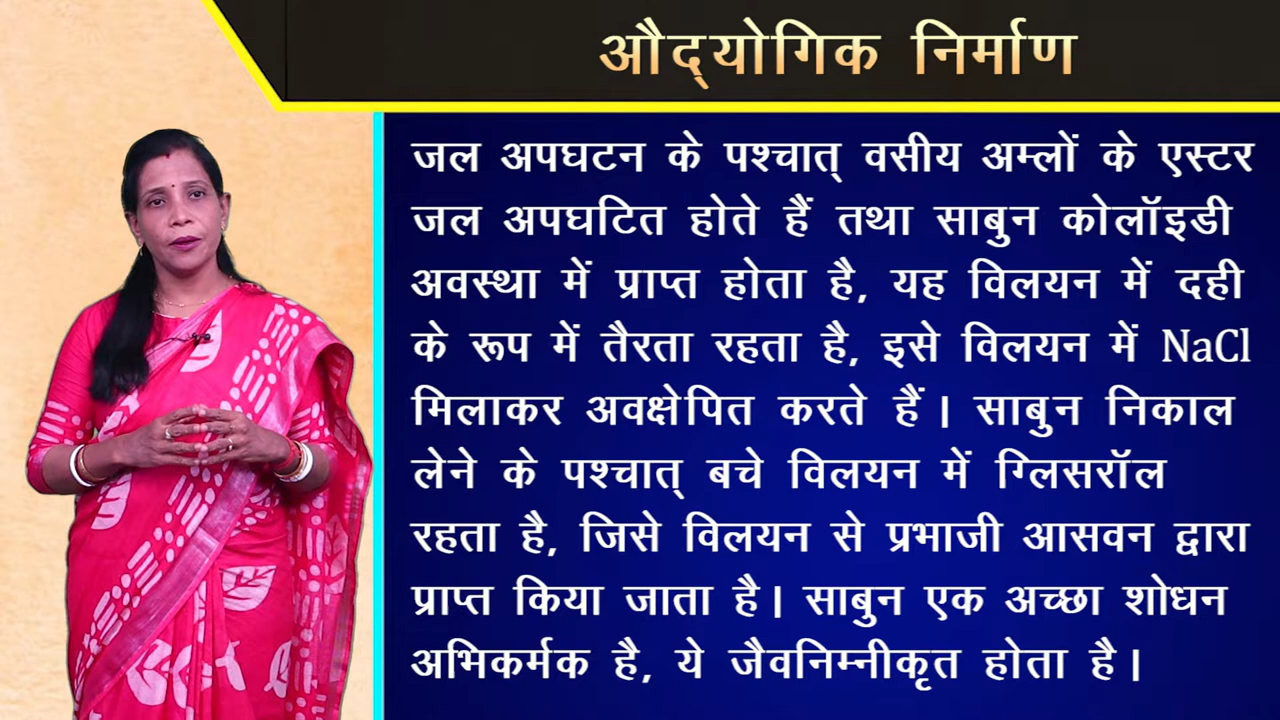 औद्योगिक निर्माण
जल अपघटन के पश्चात् वसीय अम्लों के एस्टर
जल अपघटित होते हैं तथा साबुन कोलॉइडी
अवस्था में प्राप्त होता है, यह विलयन में दही
के रूप में तैरता रहता है, इसे विलयन में NaCl
मिलाकर अवक्षेपित करते हैं। साबुन निकाल
लेने के पश्चात् बचे विलयन में ग्लिसरॉल
रहता है, जिसे विलयन से प्रभाजी आसवन द्वारा
प्राप्त किया जाता है। साबुन एक अच्छा शोधन
अभिकर्मक है, ये जैवनिम्नीकृत होता है।